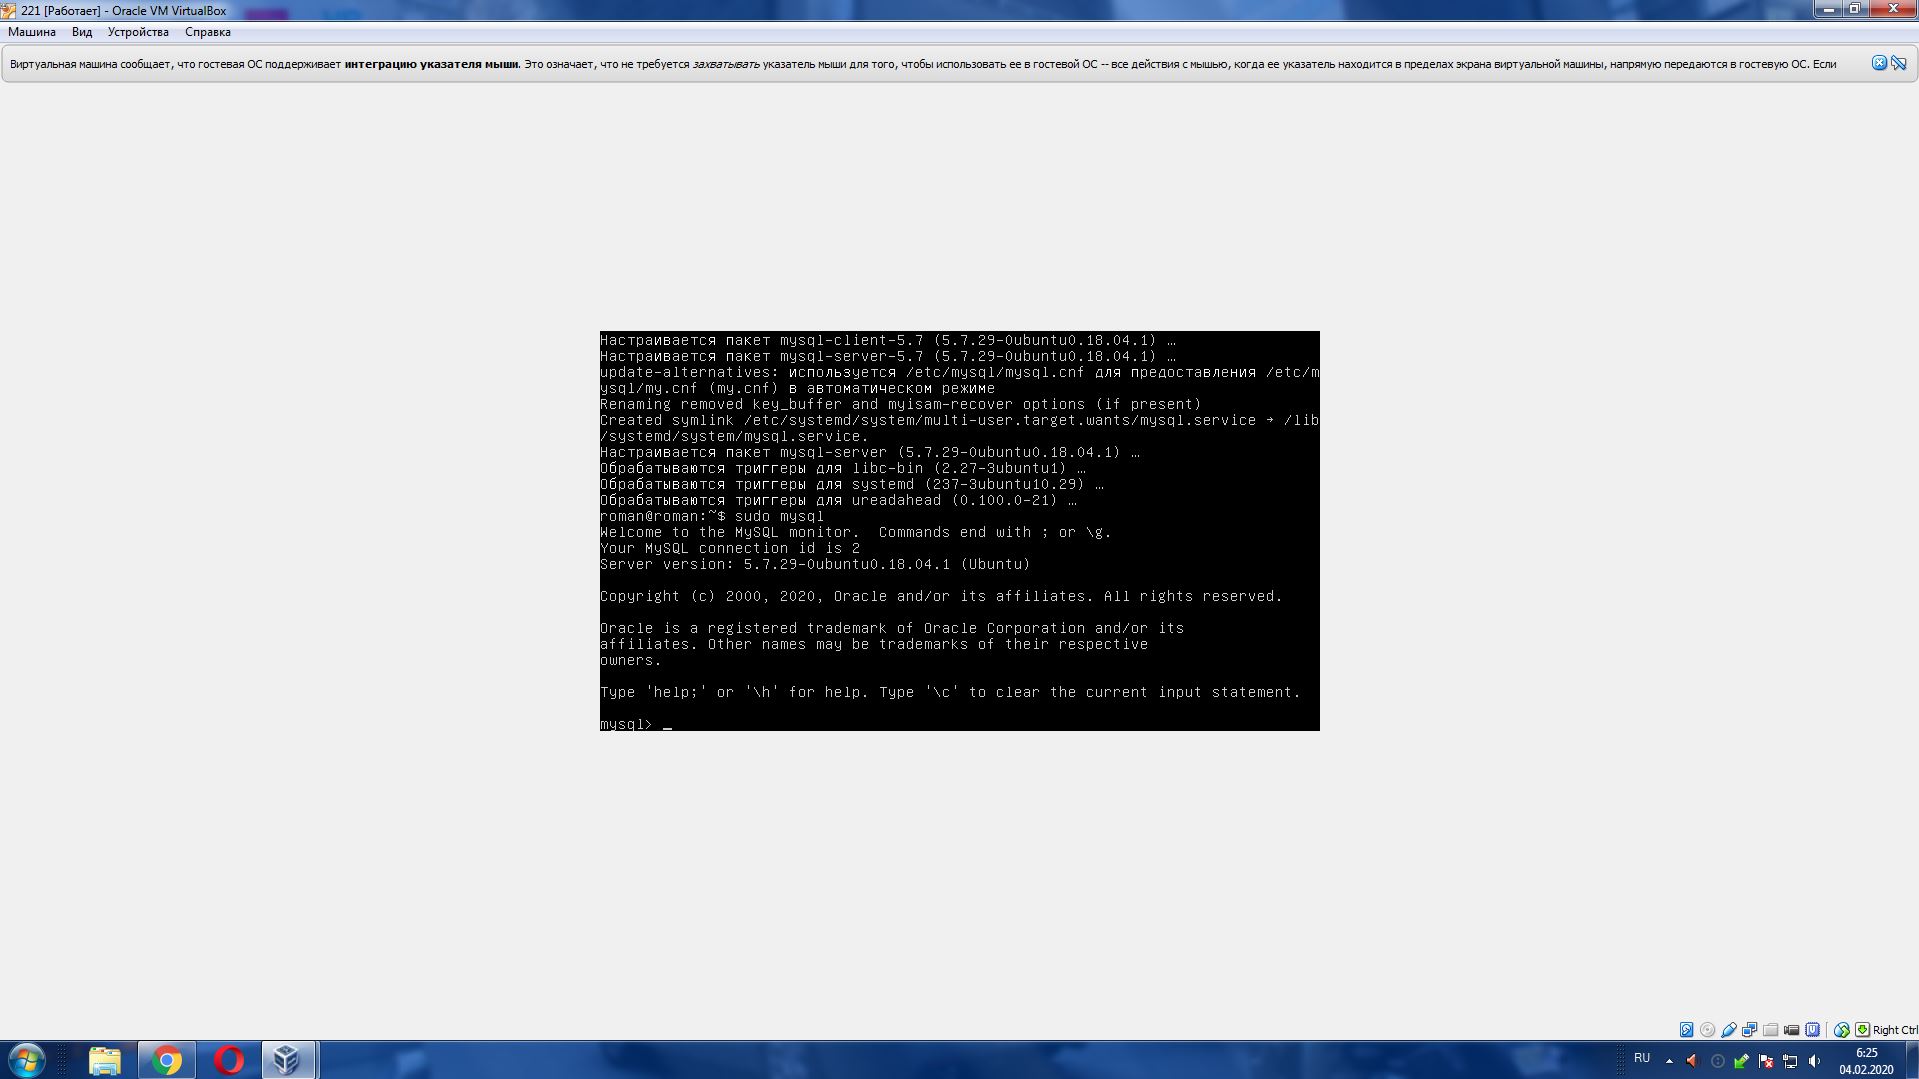 221 [Работает] - Oracle VM VirtualBox
Машина Вид Устройства Справка
Виртуальная машина сообщает, что гостевая ОС поддерживает интеграцию указателя мыши. Это означает, что не требуется захватывать указатель мыши для того, чтобы использовать ее в гостевой ОС -- все действия с мышью, когда ее указатель находится в пределах экрана виртуальной машины, напрямую передаются в гостевую ОС. Если
Настраивается пакет mysql-client-5.7 (5.7.29-0ubuntu0.18.04.1) …
Настраивается пакет mysql-server-5.7 (5.7.29-0ubuntu0.18.04.1) …
update-alternatives: используется /etc/mysql/mysql.cnf для предоставления /etc/m
ysql/my.cnf (my.cnf) в автоматическом режиме
Renaming removed key_buffer and myisam-recover options (if present)
Created symlink /etc/systemd/system/multi-user.target.wants/mysql.service → /lib
/systemd/system/mysql.service.
Настраивается пакет mysql-server (5.7.29-0ubuntu0.18.04.1) …
Обрабатываются триггеры для libc-bin (2.27-3ubuntu1) …
Обрабатываются триггеры для systemd (237-3ubuntu10.29) …
Обрабатываются триггеры для ureadahead (0.100.0-21) …
roman@roman:~$ sudo mysql
Welcome to the MySQL monitor.  Commands end with ; or \g.
Your MySQL connection id is 2
Server version: 5.7.29-0ubuntu0.18.04.1 (Ubuntu)
Copyright (c) 2000, 2020, Oracle and/or its affiliates. All rights reserved.
Oracle is a registered trademark of Oracle Corporation and/or its
affiliates. Other names may be trademarks of their respective
owners.
Type 'help;' or '\h' for help. Type '\c' to clear the current input statement.
mysql> _
Right Ctrl
RU
6:25
04.02.2020